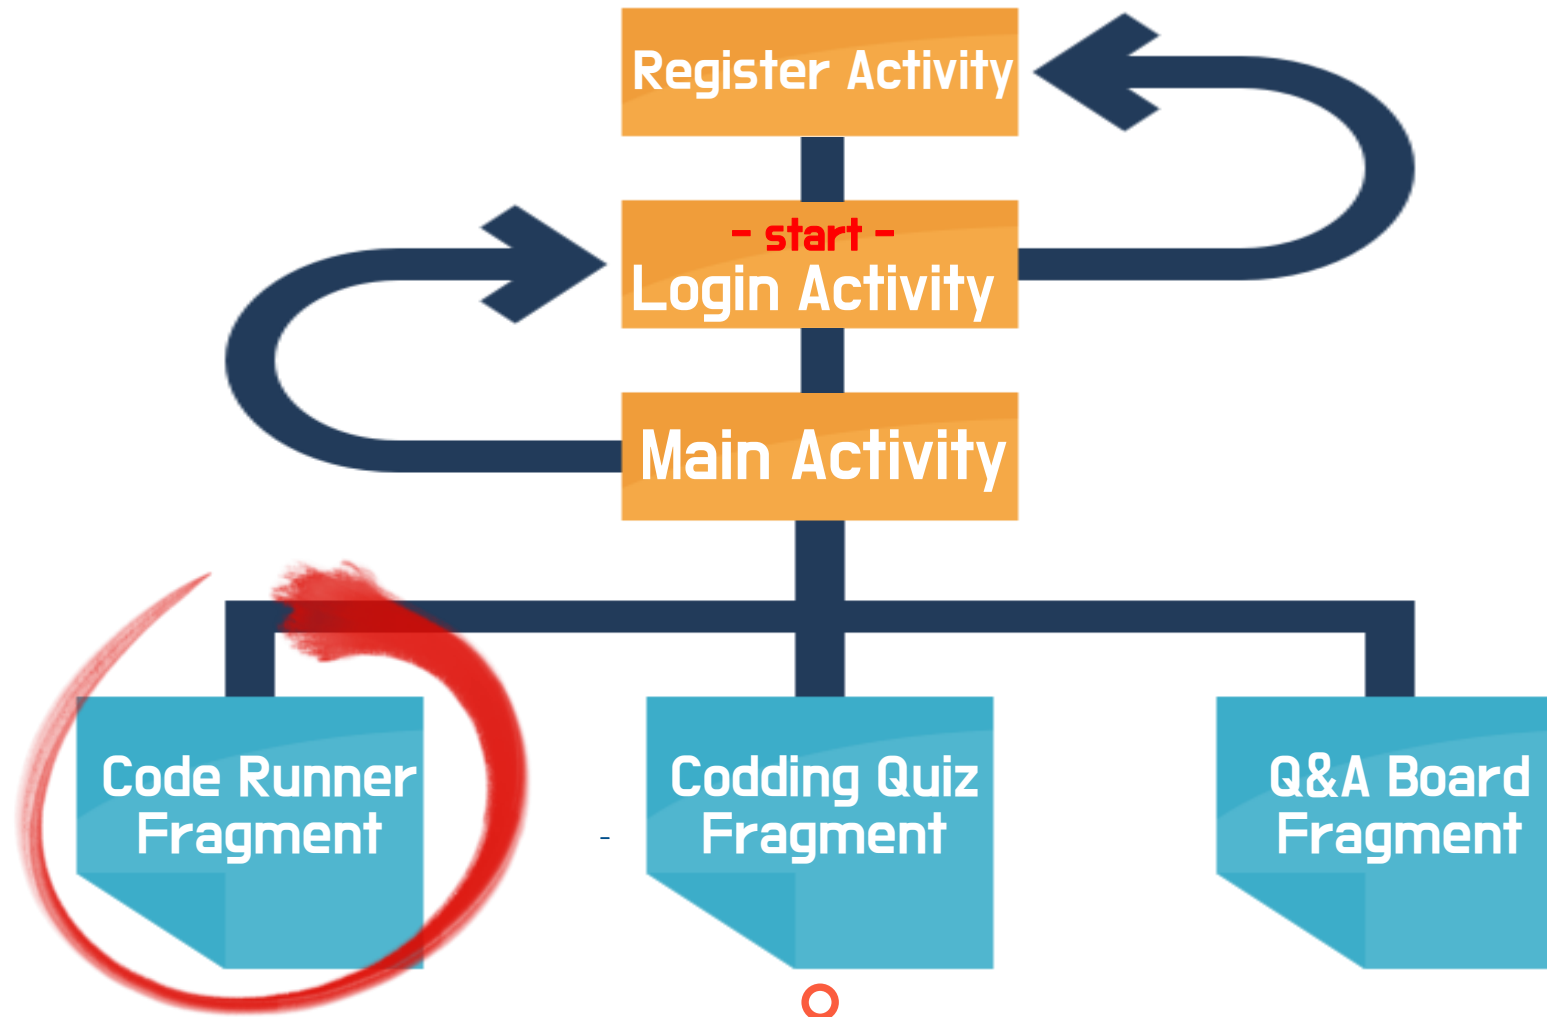 Register Activity
- start -
Login Activity
Main Activity
Code Runner
Fragment
Codding Quiz
Fragment
Q&A Board
Fragment
-